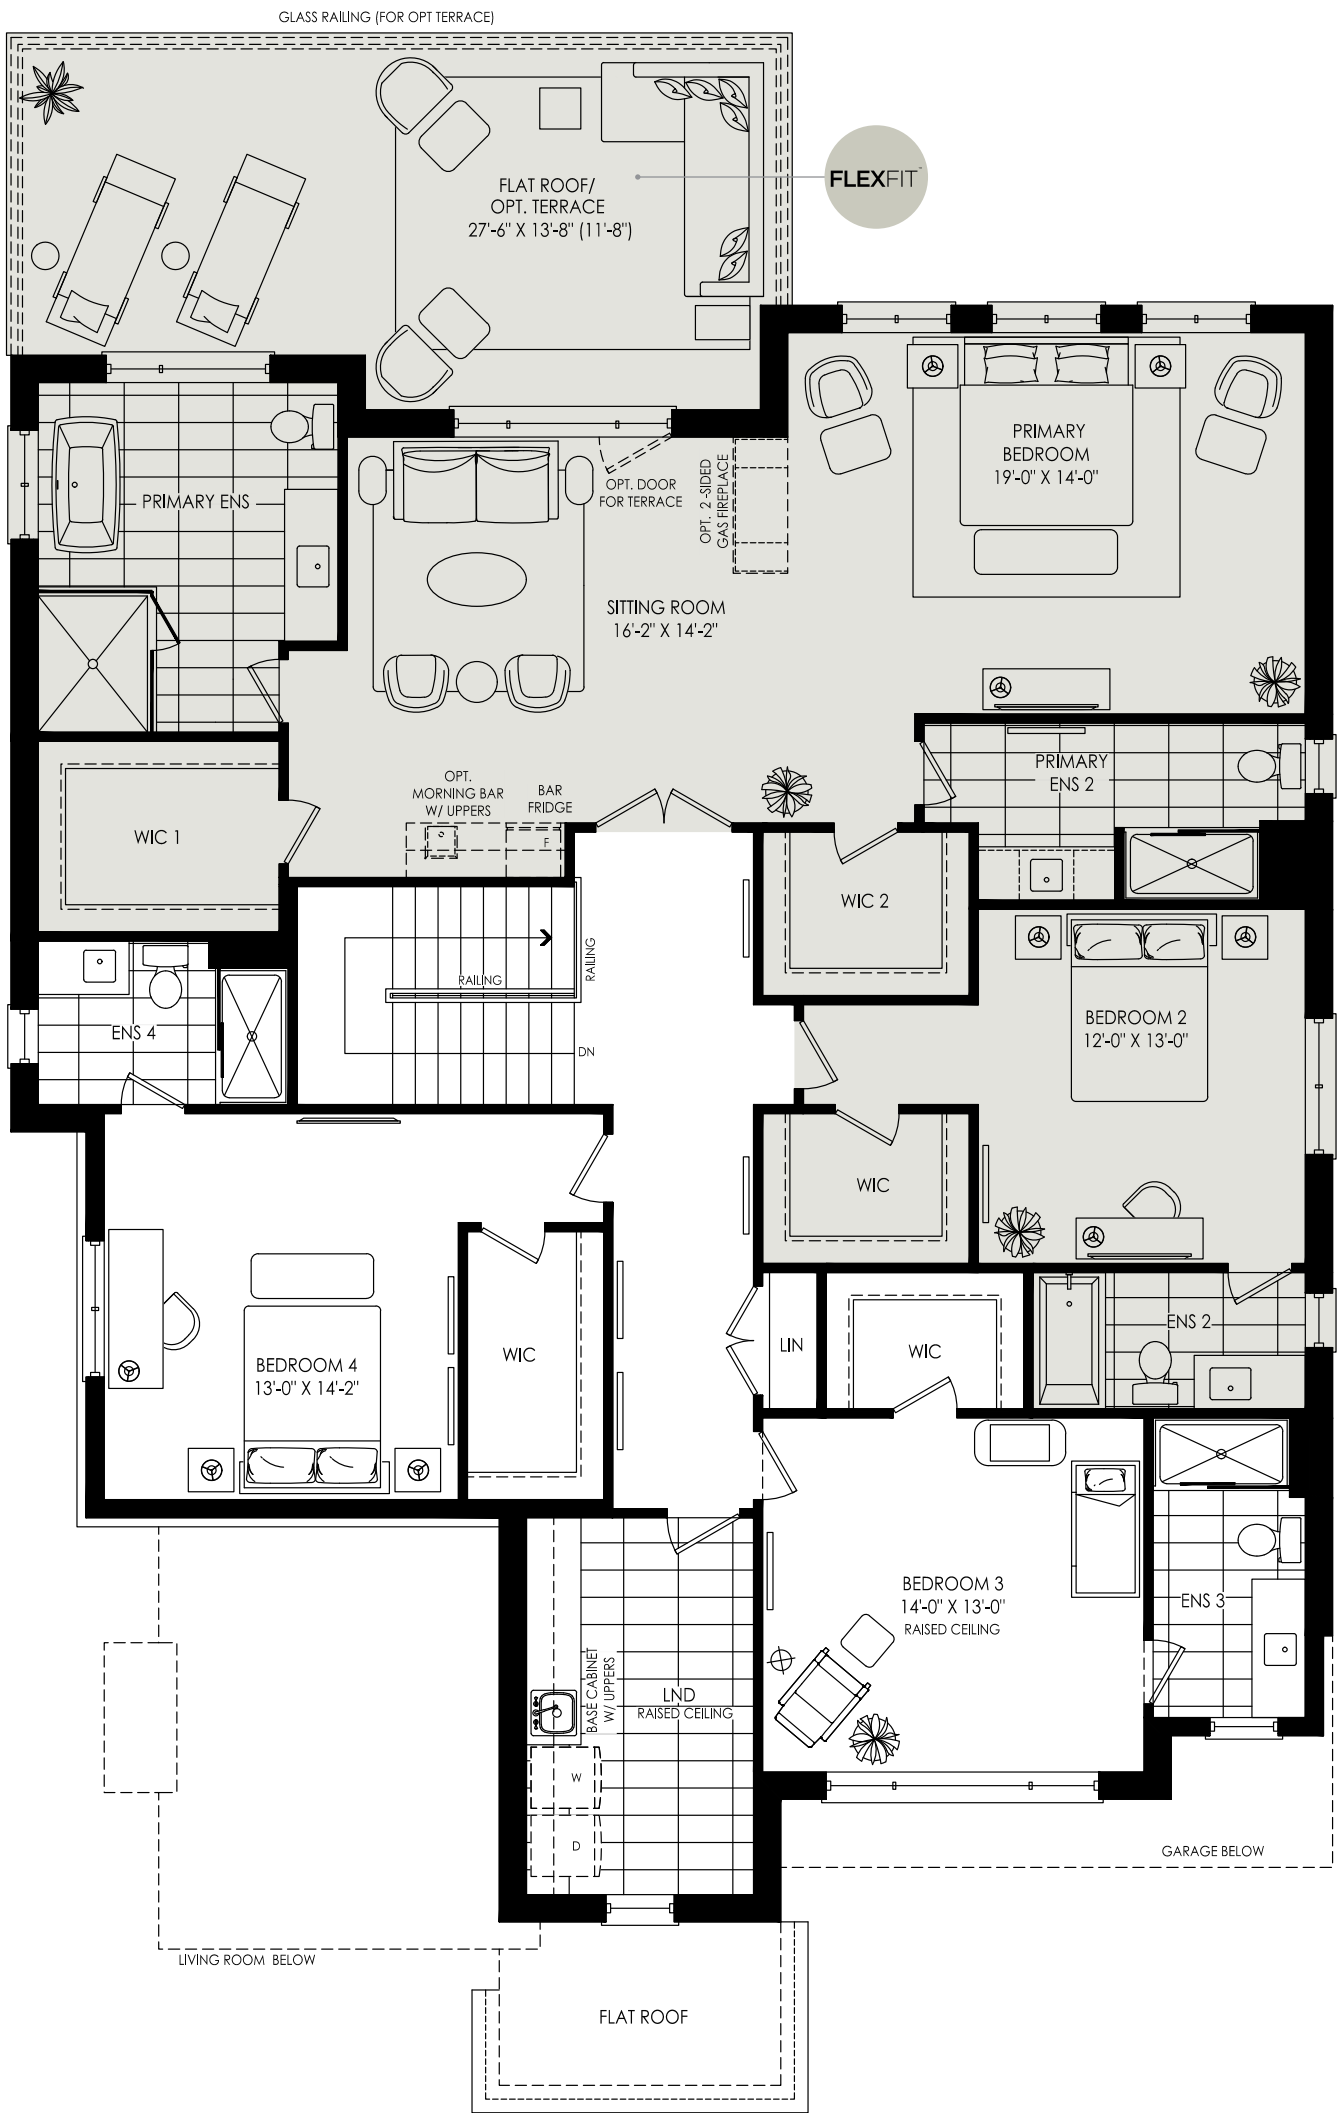 GLASS RAILING (FOR OPT TERRACE)
FLAT ROOF/
OPT. TERRACE
27'-6" X 13'-8" (11'-8")
FLEXFIT
PRIMARY
BEDROOM
19'-0" X 14'-0"
PRIMARY ENS
OPT. DOOR
FOR TERRACE
OPT. 2 -SIDED
GAS FIREPLACE
SITTING ROOM
16'-2" X 14'-2"
PRIMARY
ENS 2
OPT.
MORNING BAR
W/ UPPERS
BAR
FRIDGE
F
WIC 1
WIC 2
RAILING
RAILING
DN
ENS 4
BEDROOM 2
12'-0" X 13'-0"
WIC
ENS 2
LIN
WIC
WIC
BEDROOM 4
13'-0" X 14'-2"
BEDROOM 3
14'-0" X 13'-0"
RAISED CEILING
ENS 3
BASE CABINET
W/ UPPERS
LND
RAISED CEILING
W
D
GARAGE BELOW
LIVING ROOM BELOW
FLAT ROOF